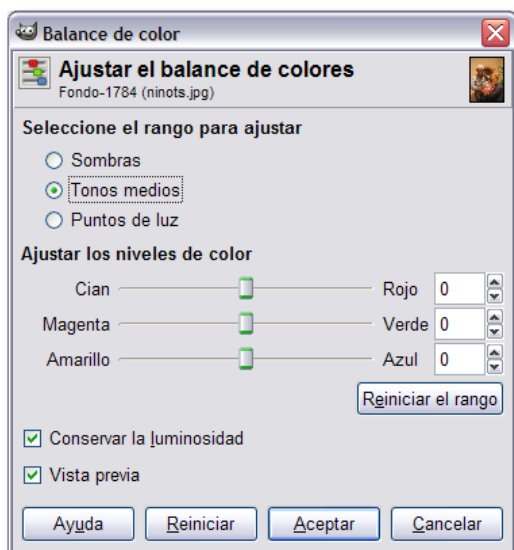 Balance de color
Ajustar el balance de colores
Fondo-1784 (ninots.jpg)
Seleccione el rango para ajustar
Sombras
Tonos medios
Puntos de luz
Ajustar los niveles de color
Cian Rojo 0
Magenta Verde 0
Amarillo Azul 0
Reiniciar el rango
Conservar la luminosidad
Vista previa
Ayuda Reiniciar Aceptar Cancelar